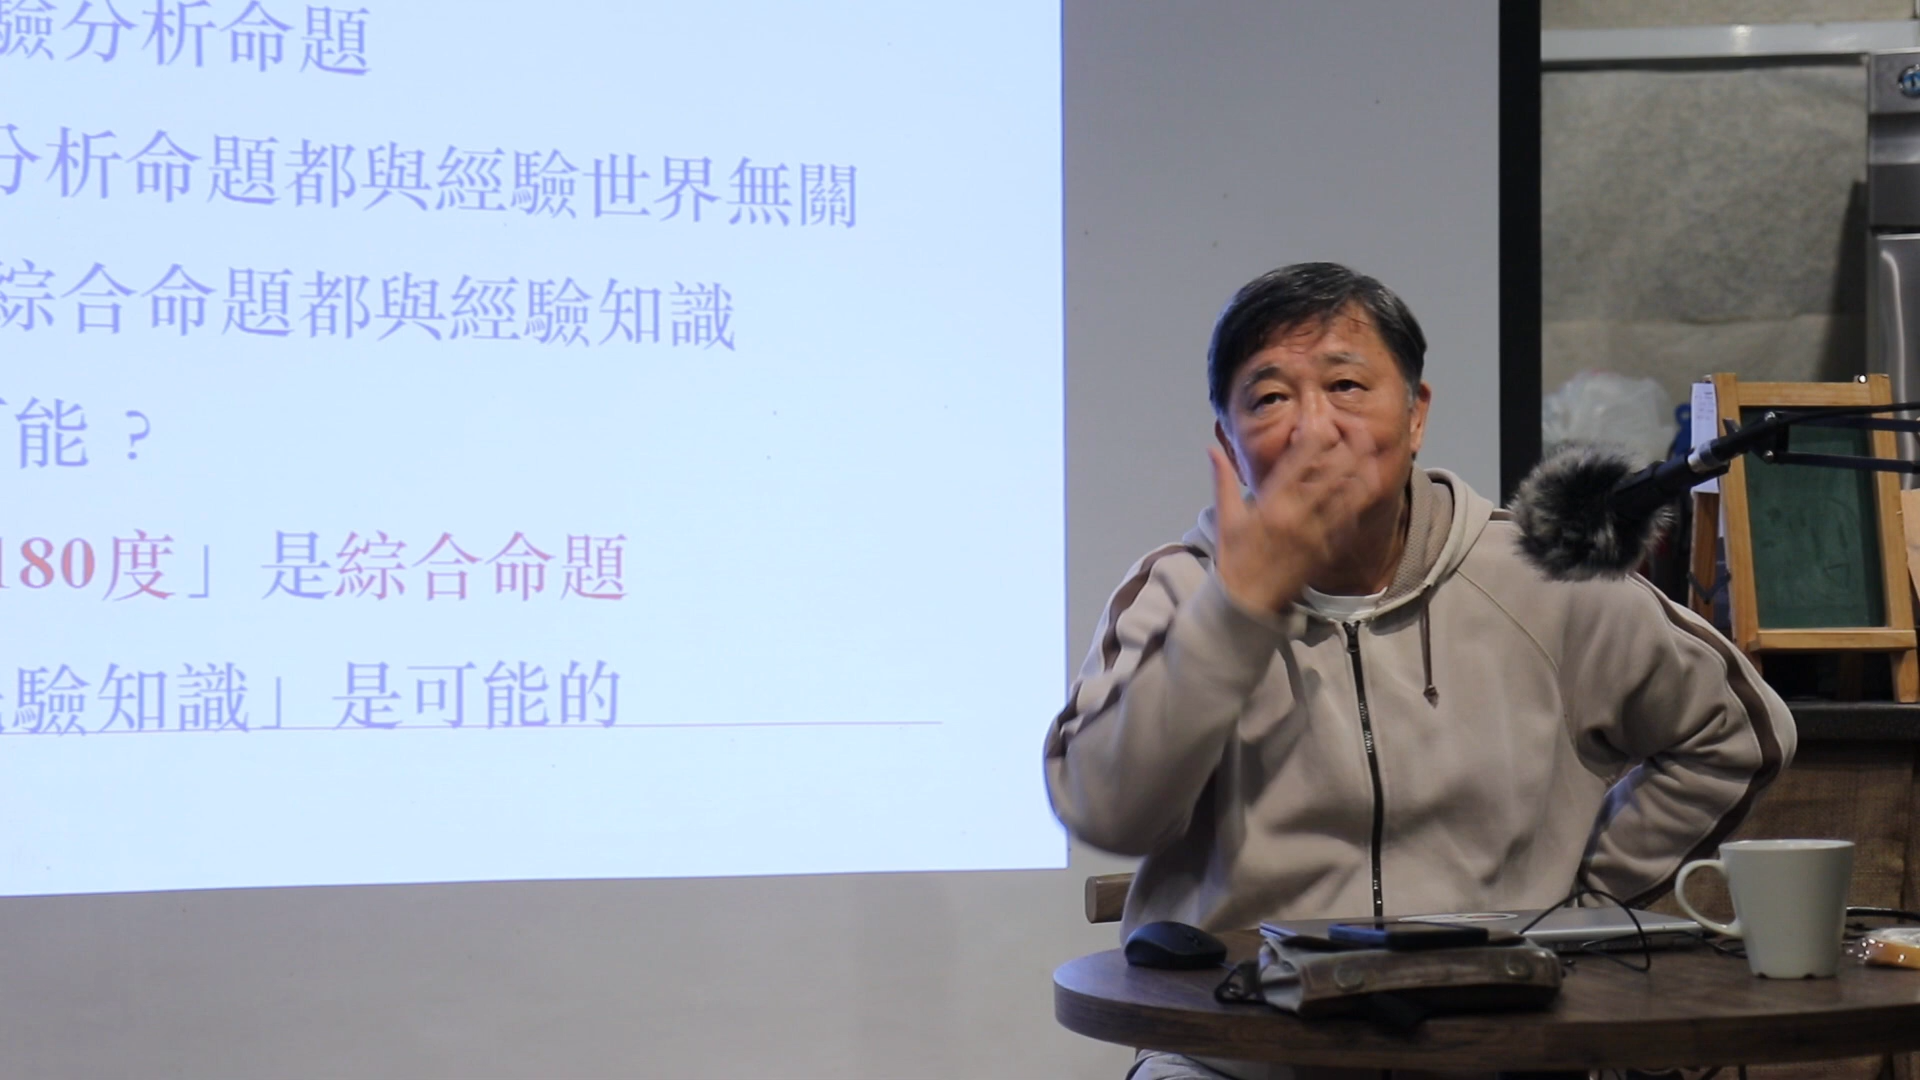 驗分析命題
分析命題都與經驗世界無關
綜合命題都與經驗知識
可能？
180度」是綜合命題
驗知識」是可能的